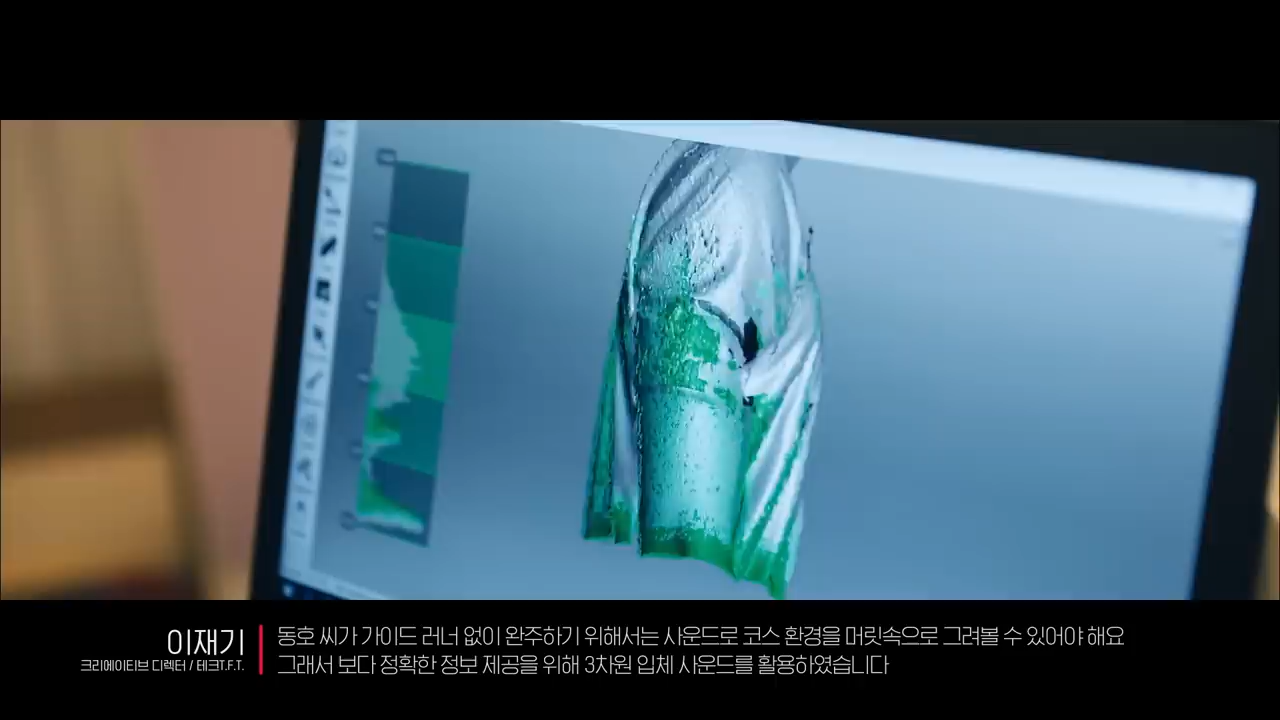 이재기
크리에이티브 디렉터 / 테크T.F.T.
동호 씨가 가이드 러너 없이 완주하기 위해서는 사운드로 코스 환경을 머릿속으로 그려볼 수 있어야 해요
그래서 보다 정확한 정보 제공을 위해 3차원 입체 사운드를 활용하였습니다